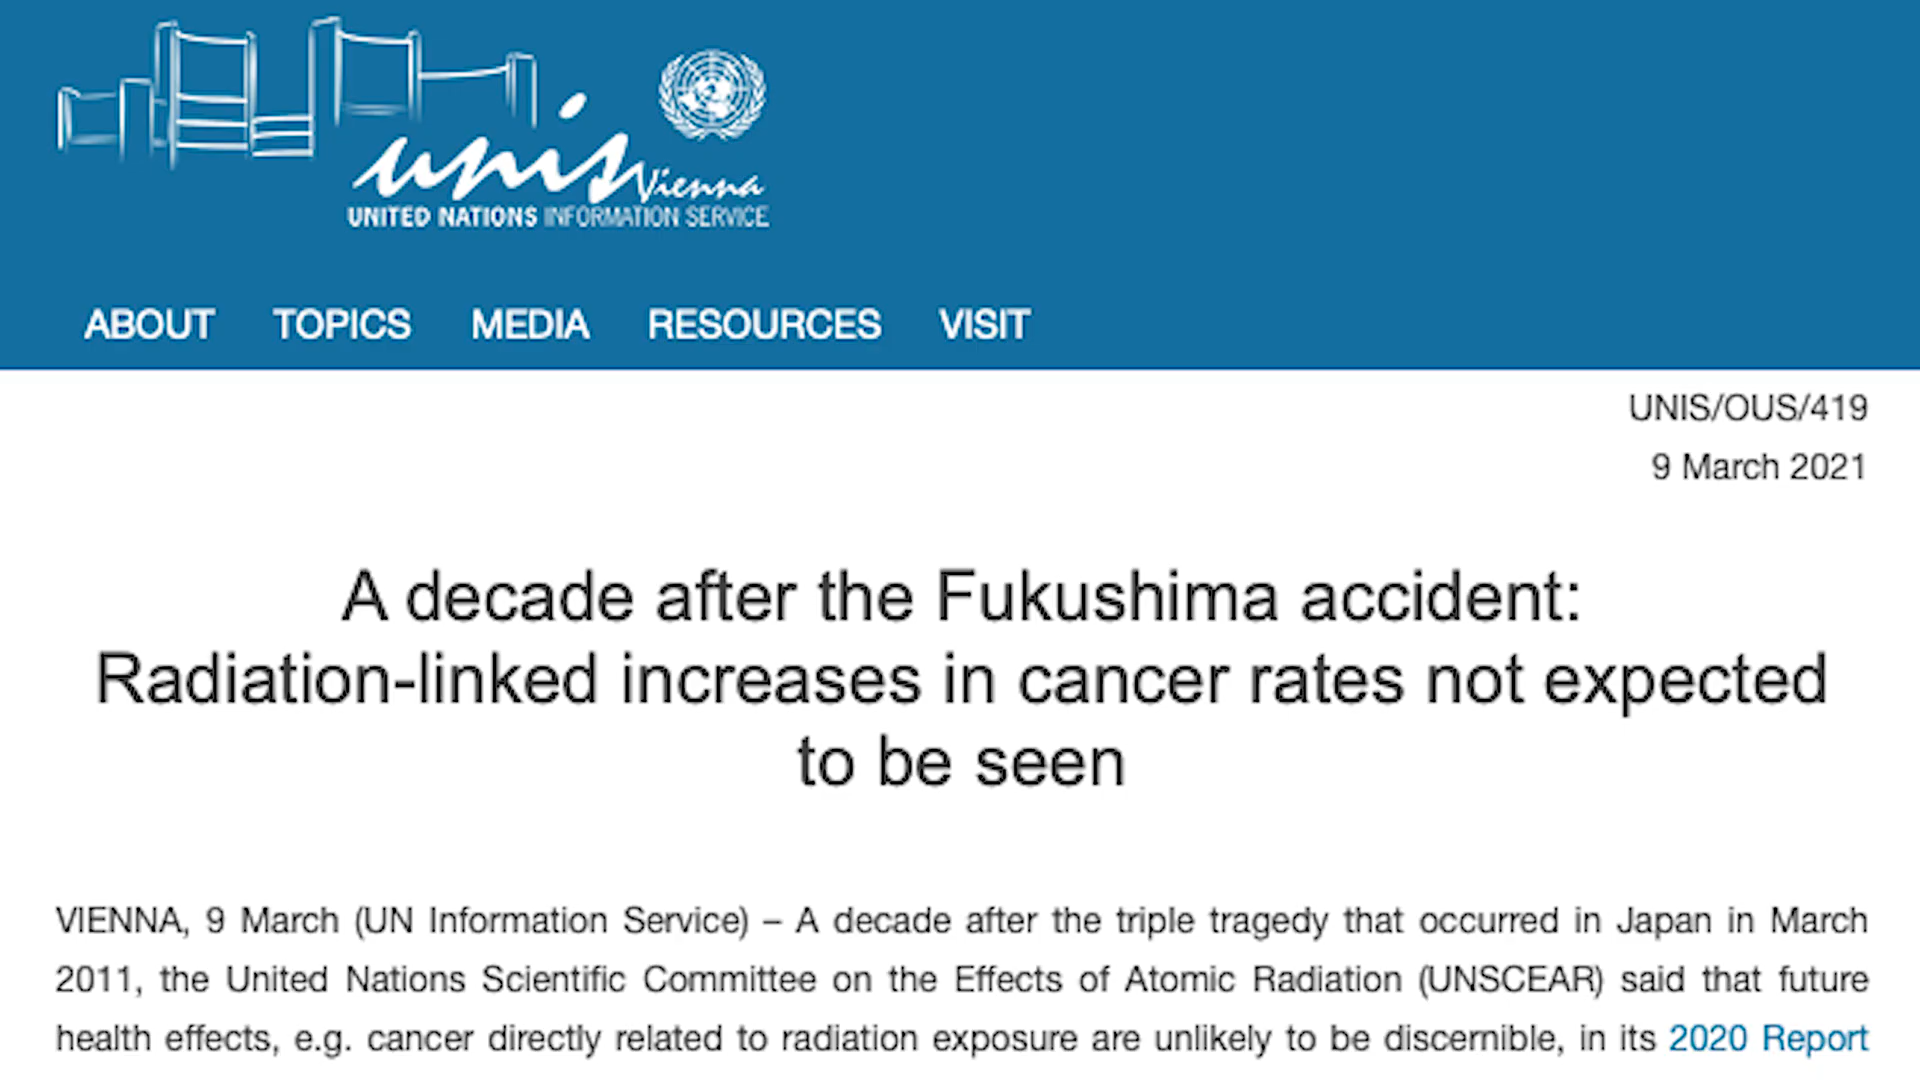 unis Vienna
UNITED NATIONS INFORMATION SERVICE
ABOUT TOPICS MEDIA RESOURCES VISIT
UNIS/OUS/419
9 March 2021
A decade after the Fukushima accident:
Radiation-linked increases in cancer rates not expected
to be seen
VIENNA, 9 March (UN Information Service) – A decade after the triple tragedy that occurred in Japan in March
2011, the United Nations Scientific Committee on the Effects of Atomic Radiation (UNSCEAR) said that future
health effects, e.g. cancer directly related to radiation exposure are unlikely to be discernible, in its 2020 Report